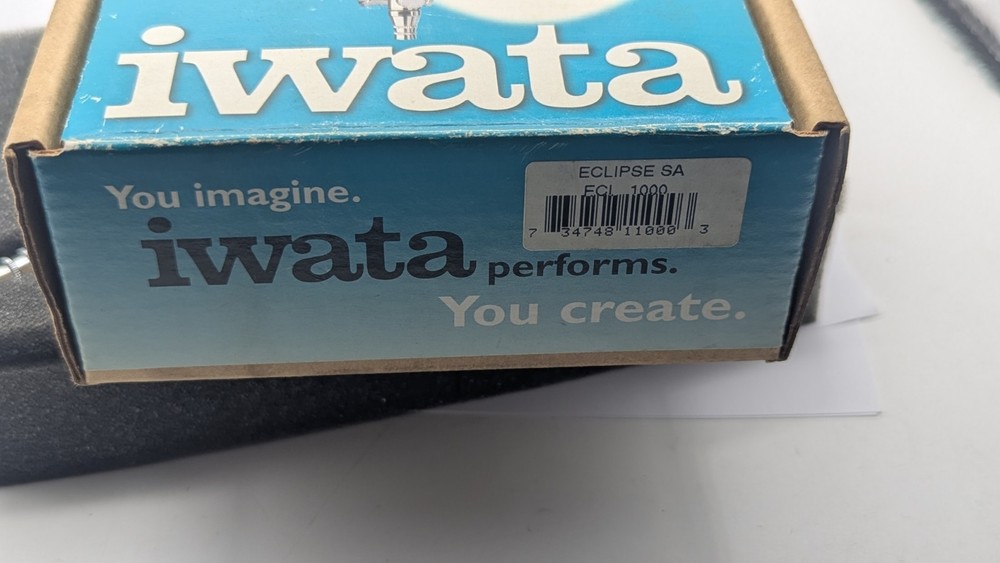 iwata
You imagine.
iwata performs.
You create.
ECLIPSE SA
ECL 1000
7 34748 11000 3